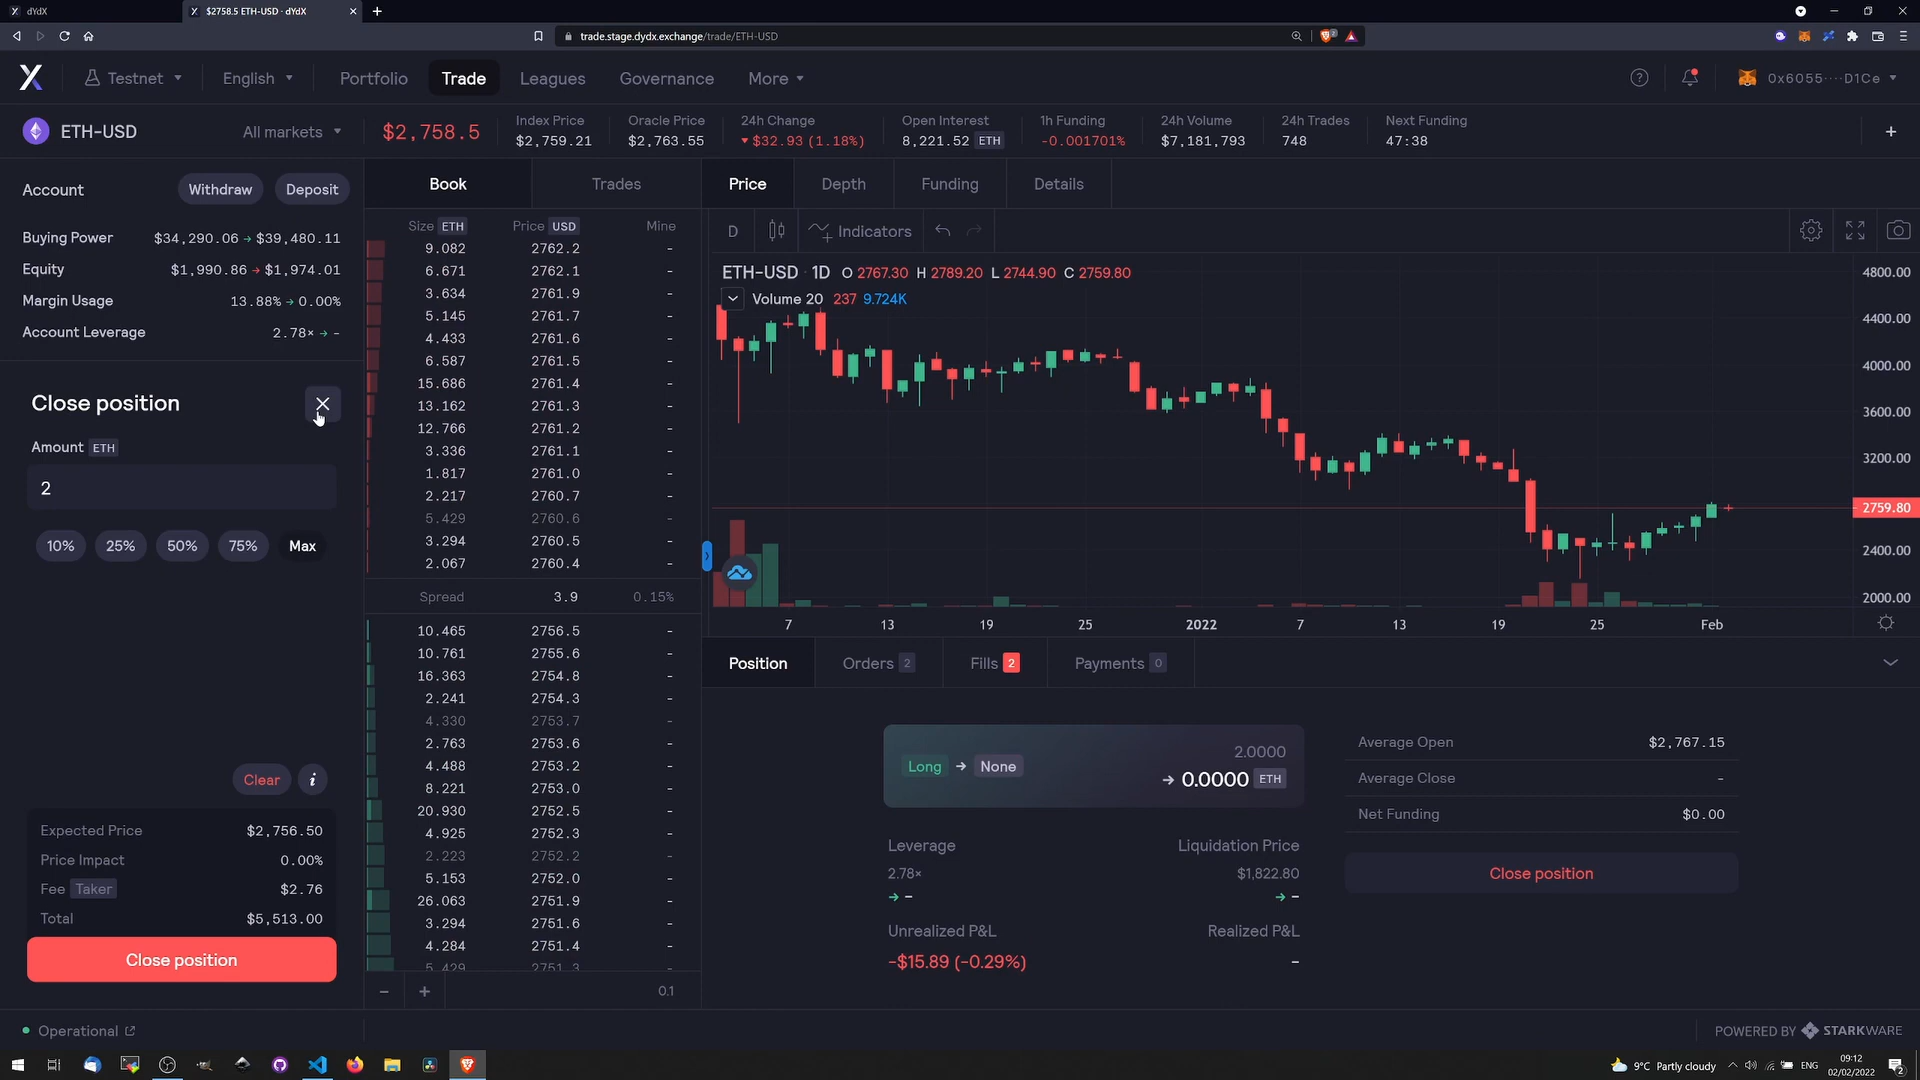 dYdX
$2758.5 ETH-USD · dYdX
trade.stage.dydx.exchange/trade/ETH-USD
Testnet English Portfolio Trade Leagues Governance More
0x6055····D1Ce
ETH-USD All markets $2,758.5
Index Price $2,759.21
Oracle Price $2,763.55
24h Change $32.93 (1.18%)
Open Interest 8,221.52 ETH
1h Funding -0.001701%
24h Volume $7,181,793
24h Trades 748
Next Funding 47:38
Account Withdraw Deposit
Buying Power $34,290.06 → $39,480.11
Equity $1,990.86 → $1,974.01
Margin Usage 13.88% → 0.00%
Account Leverage 2.78× → -
Close position
Amount ETH
2
10% 25% 50% 75% Max
Clear i
Expected Price $2,756.50
Price Impact 0.00%
Fee Taker $2.76
Total $5,513.00
Close position
Operational
Book Trades
Size ETH Price USD Mine
9.082 2762.2 -
6.671 2762.1 -
3.634 2761.9 -
5.145 2761.7 -
4.433 2761.6 -
6.587 2761.5 -
15.686 2761.4 -
13.162 2761.3 -
12.766 2761.2 -
3.336 2761.1 -
1.817 2761.0 -
2.217 2760.7 -
5.429 2760.6 -
3.294 2760.5 -
2.067 2760.4 -
Spread 3.9 0.15%
10.465 2756.5 -
10.761 2755.6 -
16.363 2754.8 -
2.241 2754.3 -
4.330 2753.7 -
2.763 2753.6 -
4.488 2753.2 -
8.221 2753.0 -
20.930 2752.5 -
4.925 2752.3 -
2.223 2752.2 -
5.153 2752.0 -
26.063 2751.9 -
3.294 2751.6 -
4.284 2751.4 -
5.429 2751.3 -
− + 0.1
Price Depth Funding Details
D Indicators
ETH-USD 1D O 2767.30 H 2789.20 L 2744.90 C 2759.80
Volume 20 237 9.724K
4800.00
4400.00
4000.00
3600.00
3200.00
2759.80
2400.00
2000.00
7 13 19 25 2022 7 13 19 25 Feb
Position Orders 2 Fills 2 Payments 0
Long → None
2.0000
→ 0.0000 ETH
Leverage Liquidation Price
2.78× $1,822.80
→ - → -
Unrealized P&L Realized P&L
-$15.89 (-0.29%) -
Average Open $2,767.15
Average Close -
Net Funding $0.00
Close position
POWERED BY STARKWARE
9°C Partly cloudy
ENG
09:12
02/02/2022
2